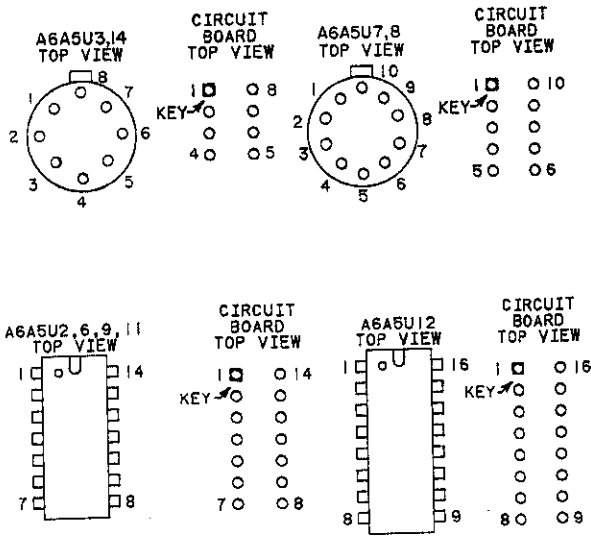 A6A5U3,14
TOP VIEW
8
1
7
2
6
3
5
4
CIRCUIT
BOARD
TOP VIEW
1
8
KEY
4
5
A6A5U7,8
TOP VIEW
10
1
9
2
8
3
7
4
6
5
CIRCUIT
BOARD
TOP VIEW
1
10
KEY
5
6
A6A5U2,6,9,11
TOP VIEW
1
14
7
8
CIRCUIT
BOARD
TOP VIEW
1
14
KEY
7
8
A6A5U12
TOP VIEW
1
16
8
9
CIRCUIT
BOARD
TOP VIEW
1
16
KEY
8
9